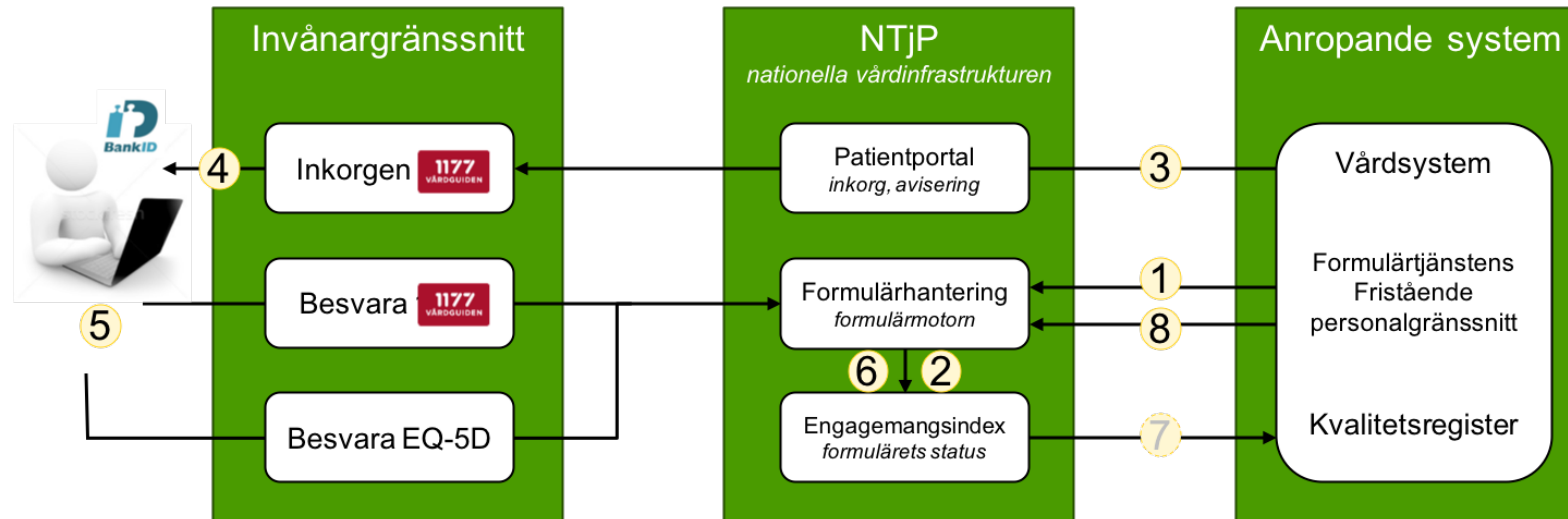 Invånargränssnitt
NTjP
nationella vårdinfrastrukturen
Anropande system
BankID
4
Inkorgen
1177
VÅRDGUIDEN
Patientportal
inkorg, avisering
3
Vårdsystem
5
Besvara
1177
VÅRDGUIDEN
Formulärhantering
formulärmotorn
1
8
Formulärtjänstens
Fristående
personalgränssnitt
6
2
Besvara EQ-5D
Engagemangsindex
formulärets status
7
Kvalitetsregister